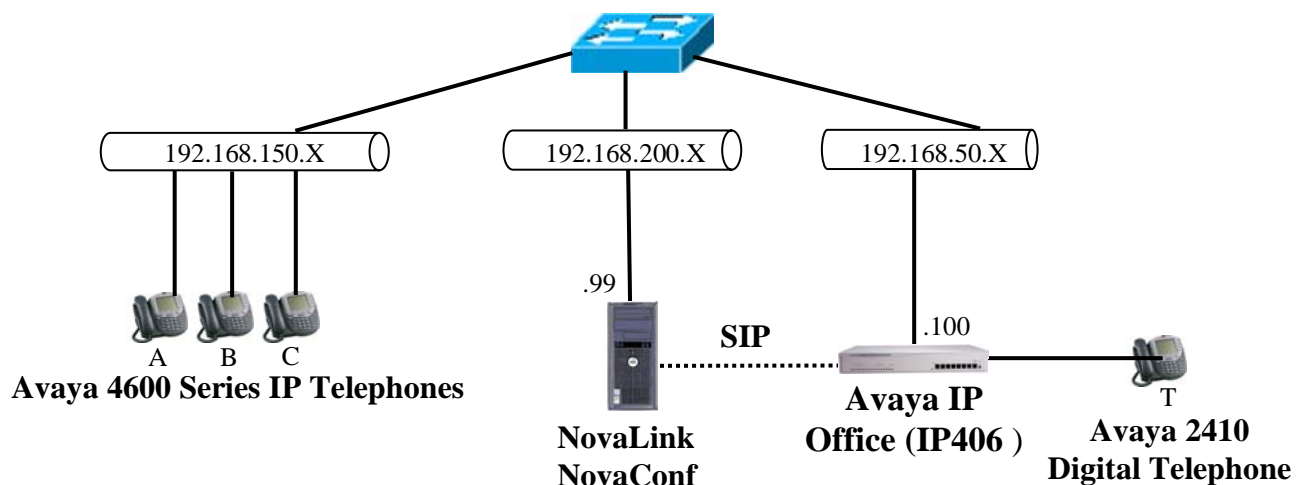 192.168.150.X
192.168.200.X
192.168.50.X
.99
.100
SIP
A
B
C
T
Avaya 4600 Series IP Telephones
NovaLink
NovaConf
Avaya IP
Office (IP406 )
Avaya 2410
Digital Telephone